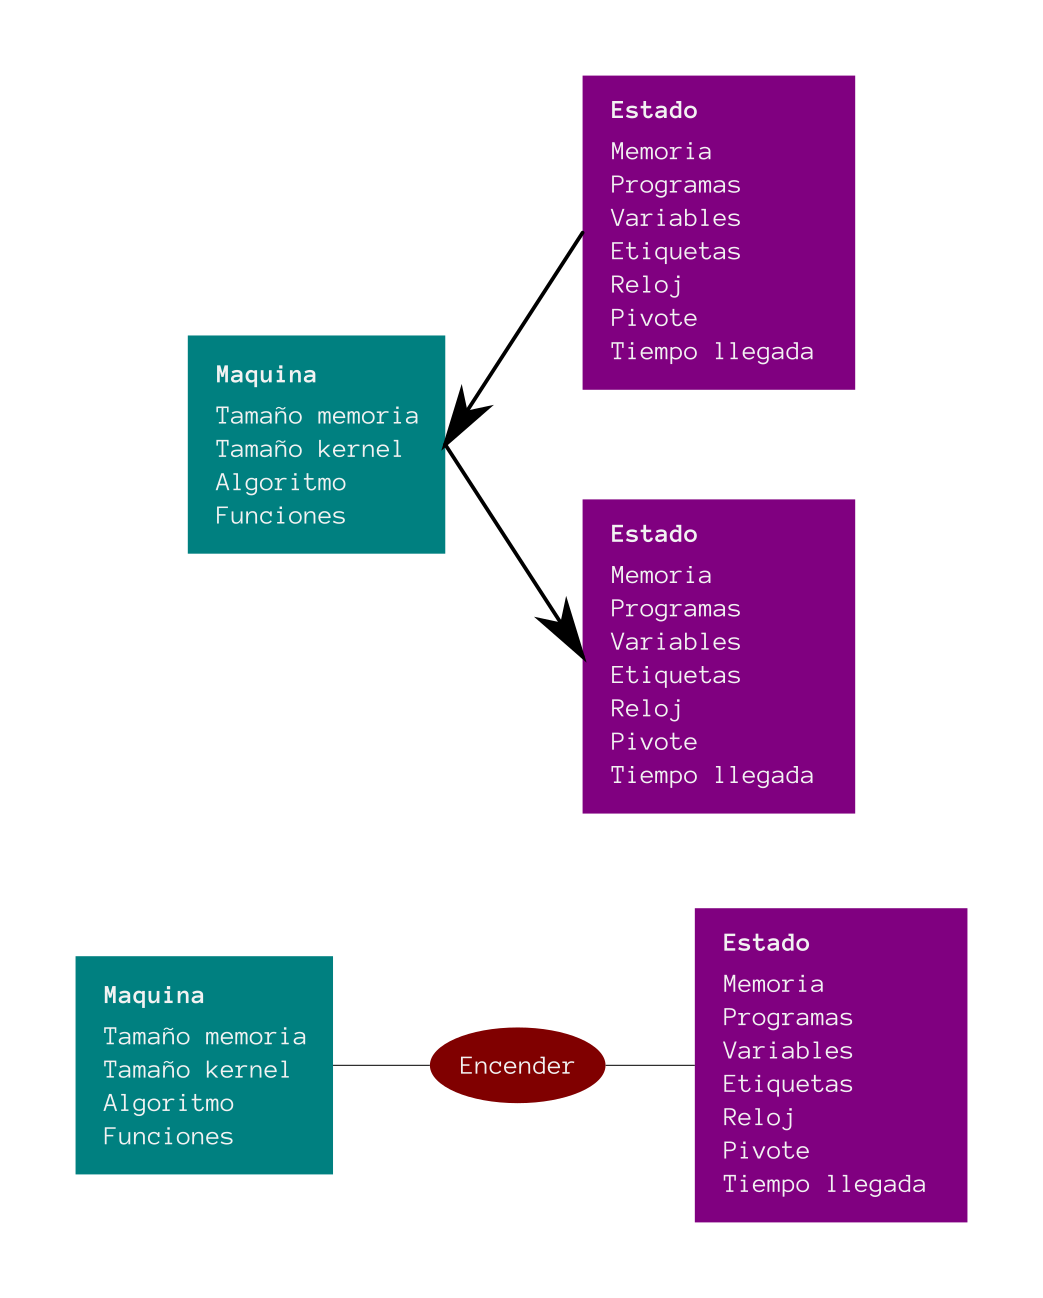 Estado
Memoria
Programas
Variables
Etiquetas
Reloj
Pivote
Tiempo llegada
Maquina
Tamaño memoria
Tamaño kernel
Algoritmo
Funciones
Estado
Memoria
Programas
Variables
Etiquetas
Reloj
Pivote
Tiempo llegada
Maquina
Tamaño memoria
Tamaño kernel
Algoritmo
Funciones
Encender
Estado
Memoria
Programas
Variables
Etiquetas
Reloj
Pivote
Tiempo llegada